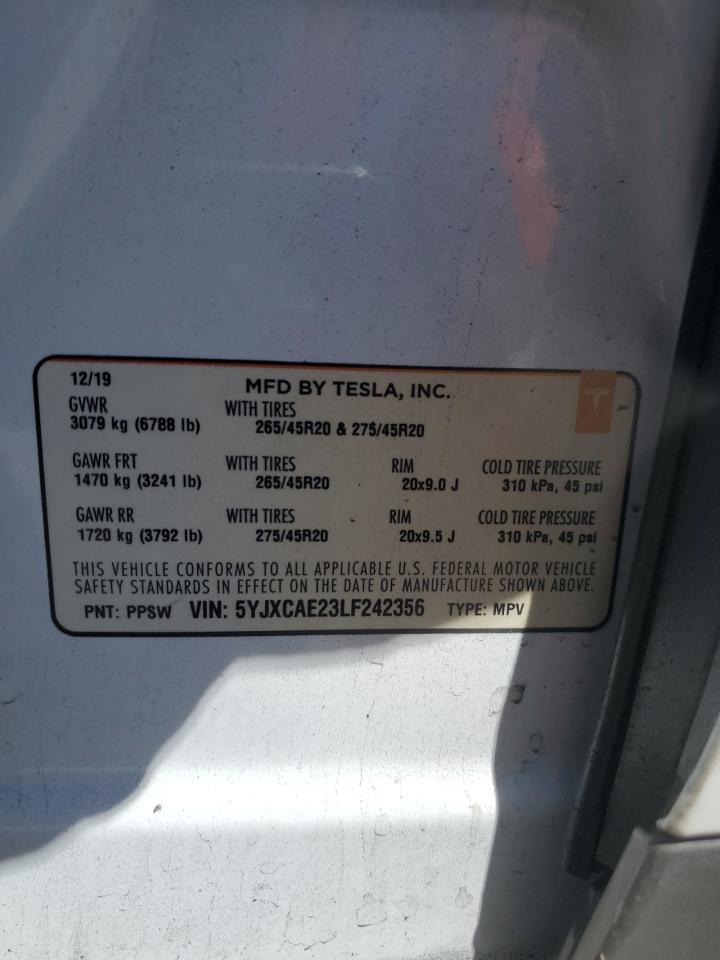 12/19 MFD BY TESLA, INC.
GVWR WITH TIRES
3079 kg (6788 lb) 265/45R20 & 275/45R20
GAWR FRT WITH TIRES RIM COLD TIRE PRESSURE
1470 kg (3241 lb) 265/45R20 20x9.0 J 310 kPa, 45 psi
GAWR RR WITH TIRES RIM COLD TIRE PRESSURE
1720 kg (3792 lb) 275/45R20 20x9.5 J 310 kPa, 45 psi
THIS VEHICLE CONFORMS TO ALL APPLICABLE U.S. FEDERAL MOTOR VEHICLE
SAFETY STANDARDS IN EFFECT ON THE DATE OF MANUFACTURE SHOWN ABOVE.
PNT: PPSW VIN: 5YJXCAE23LF242356 TYPE: MPV